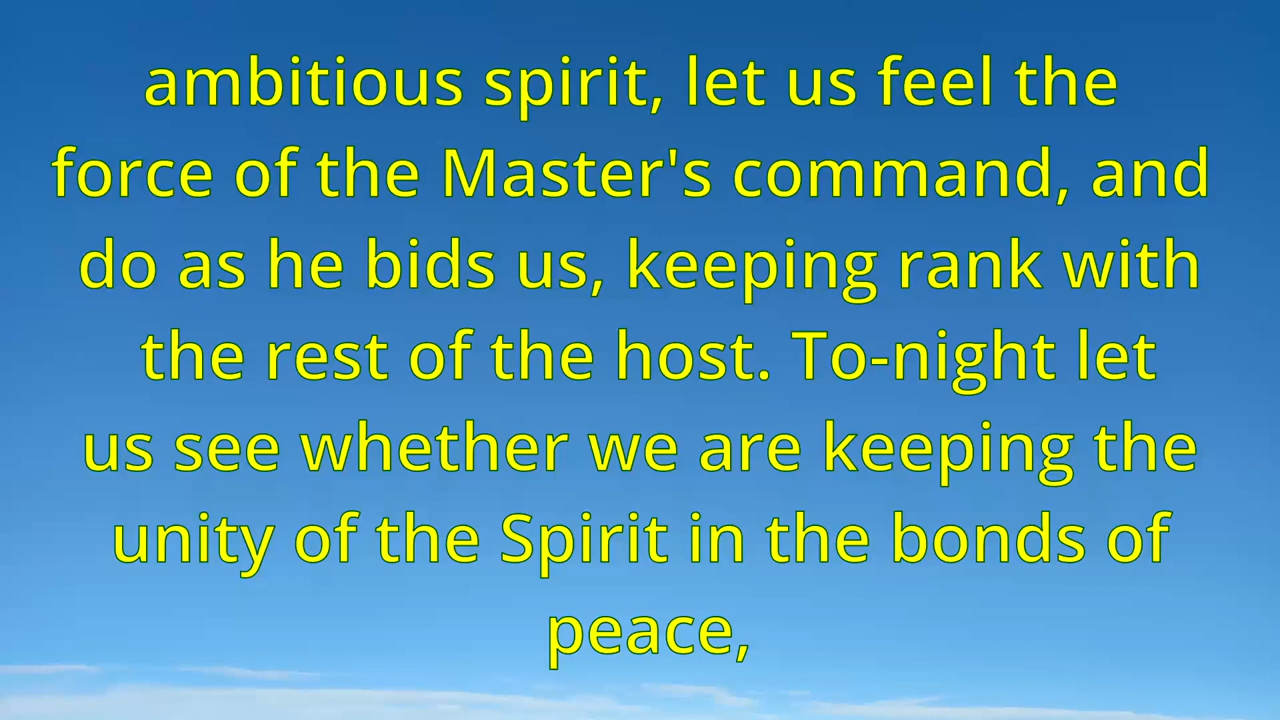 ambitious spirit, let us feel the
force of the Master's command, and
do as he bids us, keeping rank with
the rest of the host. To-night let
us see whether we are keeping the
unity of the Spirit in the bonds of
peace,